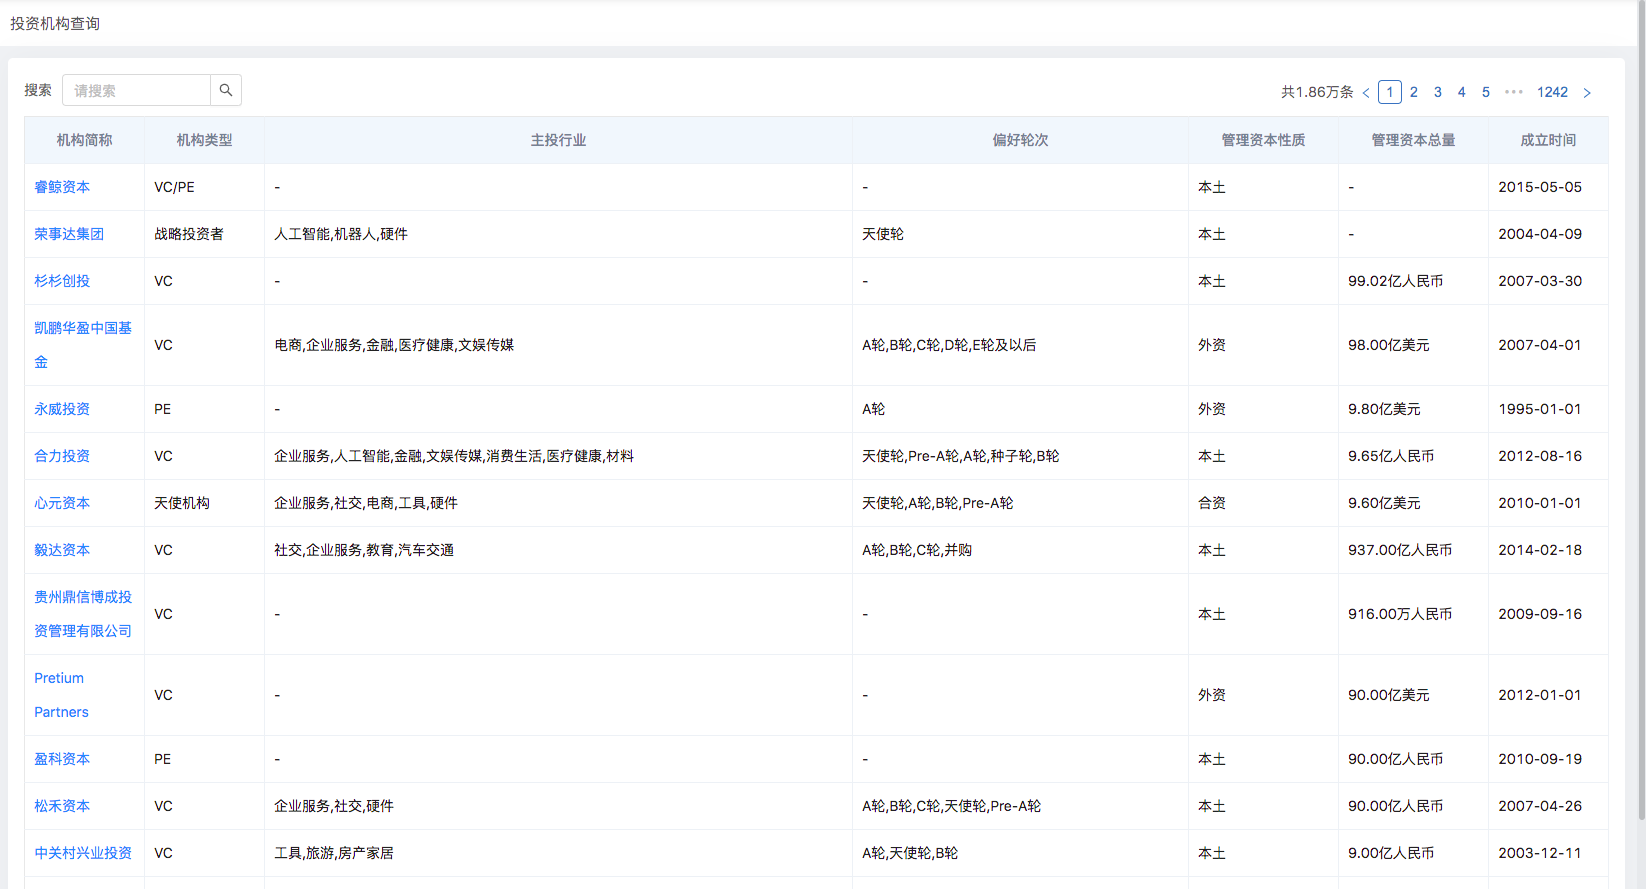 投资机构查询
搜索 请搜索
共1.86万条 < 1 2 3 4 5 ••• 1242 >
机构简称 机构类型 主投行业 偏好轮次 管理资本性质 管理资本总量 成立时间
睿鲸资本 VC/PE - - 本土 - 2015-05-05
荣事达集团 战略投资者 人工智能,机器人,硬件 天使轮 本土 - 2004-04-09
杉杉创投 VC - - 本土 99.02亿人民币 2007-03-30
凯鹏华盈中国基
金 VC 电商,企业服务,金融,医疗健康,文娱传媒 A轮,B轮,C轮,D轮,E轮及以后 外资 98.00亿美元 2007-04-01
永威投资 PE - A轮 外资 9.80亿美元 1995-01-01
合力投资 VC 企业服务,人工智能,金融,文娱传媒,消费生活,医疗健康,材料 天使轮,Pre-A轮,A轮,种子轮,B轮 本土 9.65亿人民币 2012-08-16
心元资本 天使机构 企业服务,社交,电商,工具,硬件 天使轮,A轮,B轮,Pre-A轮 合资 9.60亿美元 2010-01-01
毅达资本 VC 社交,企业服务,教育,汽车交通 A轮,B轮,C轮,并购 本土 937.00亿人民币 2014-02-18
贵州鼎信博成投
资管理有限公司 VC - - 本土 916.00万人民币 2009-09-16
Pretium
Partners VC - - 外资 90.00亿美元 2012-01-01
盈科资本 PE - - 本土 90.00亿人民币 2010-09-19
松禾资本 VC 企业服务,社交,硬件 A轮,B轮,C轮,天使轮,Pre-A轮 本土 90.00亿人民币 2007-04-26
中关村兴业投资 VC 工具,旅游,房产家居 A轮,天使轮,B轮 本土 9.00亿人民币 2003-12-11